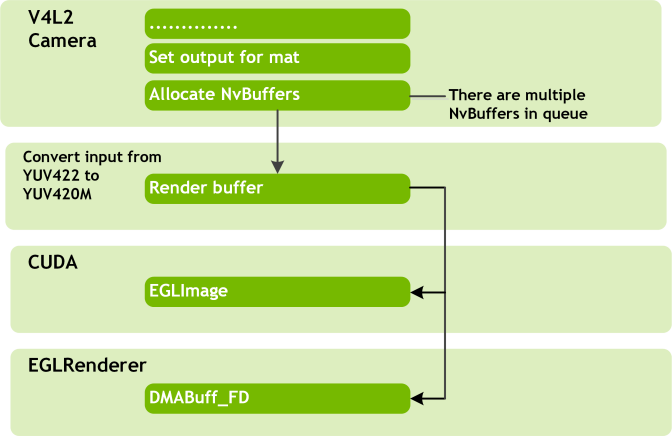 V4L2
Camera
..............
Set output for mat
Allocate NvBuffers
There are multiple
NvBuffers in queue
Convert input from
YUV422 to
YUV420M
Render buffer
CUDA
EGLImage
EGLRenderer
DMABuff_FD